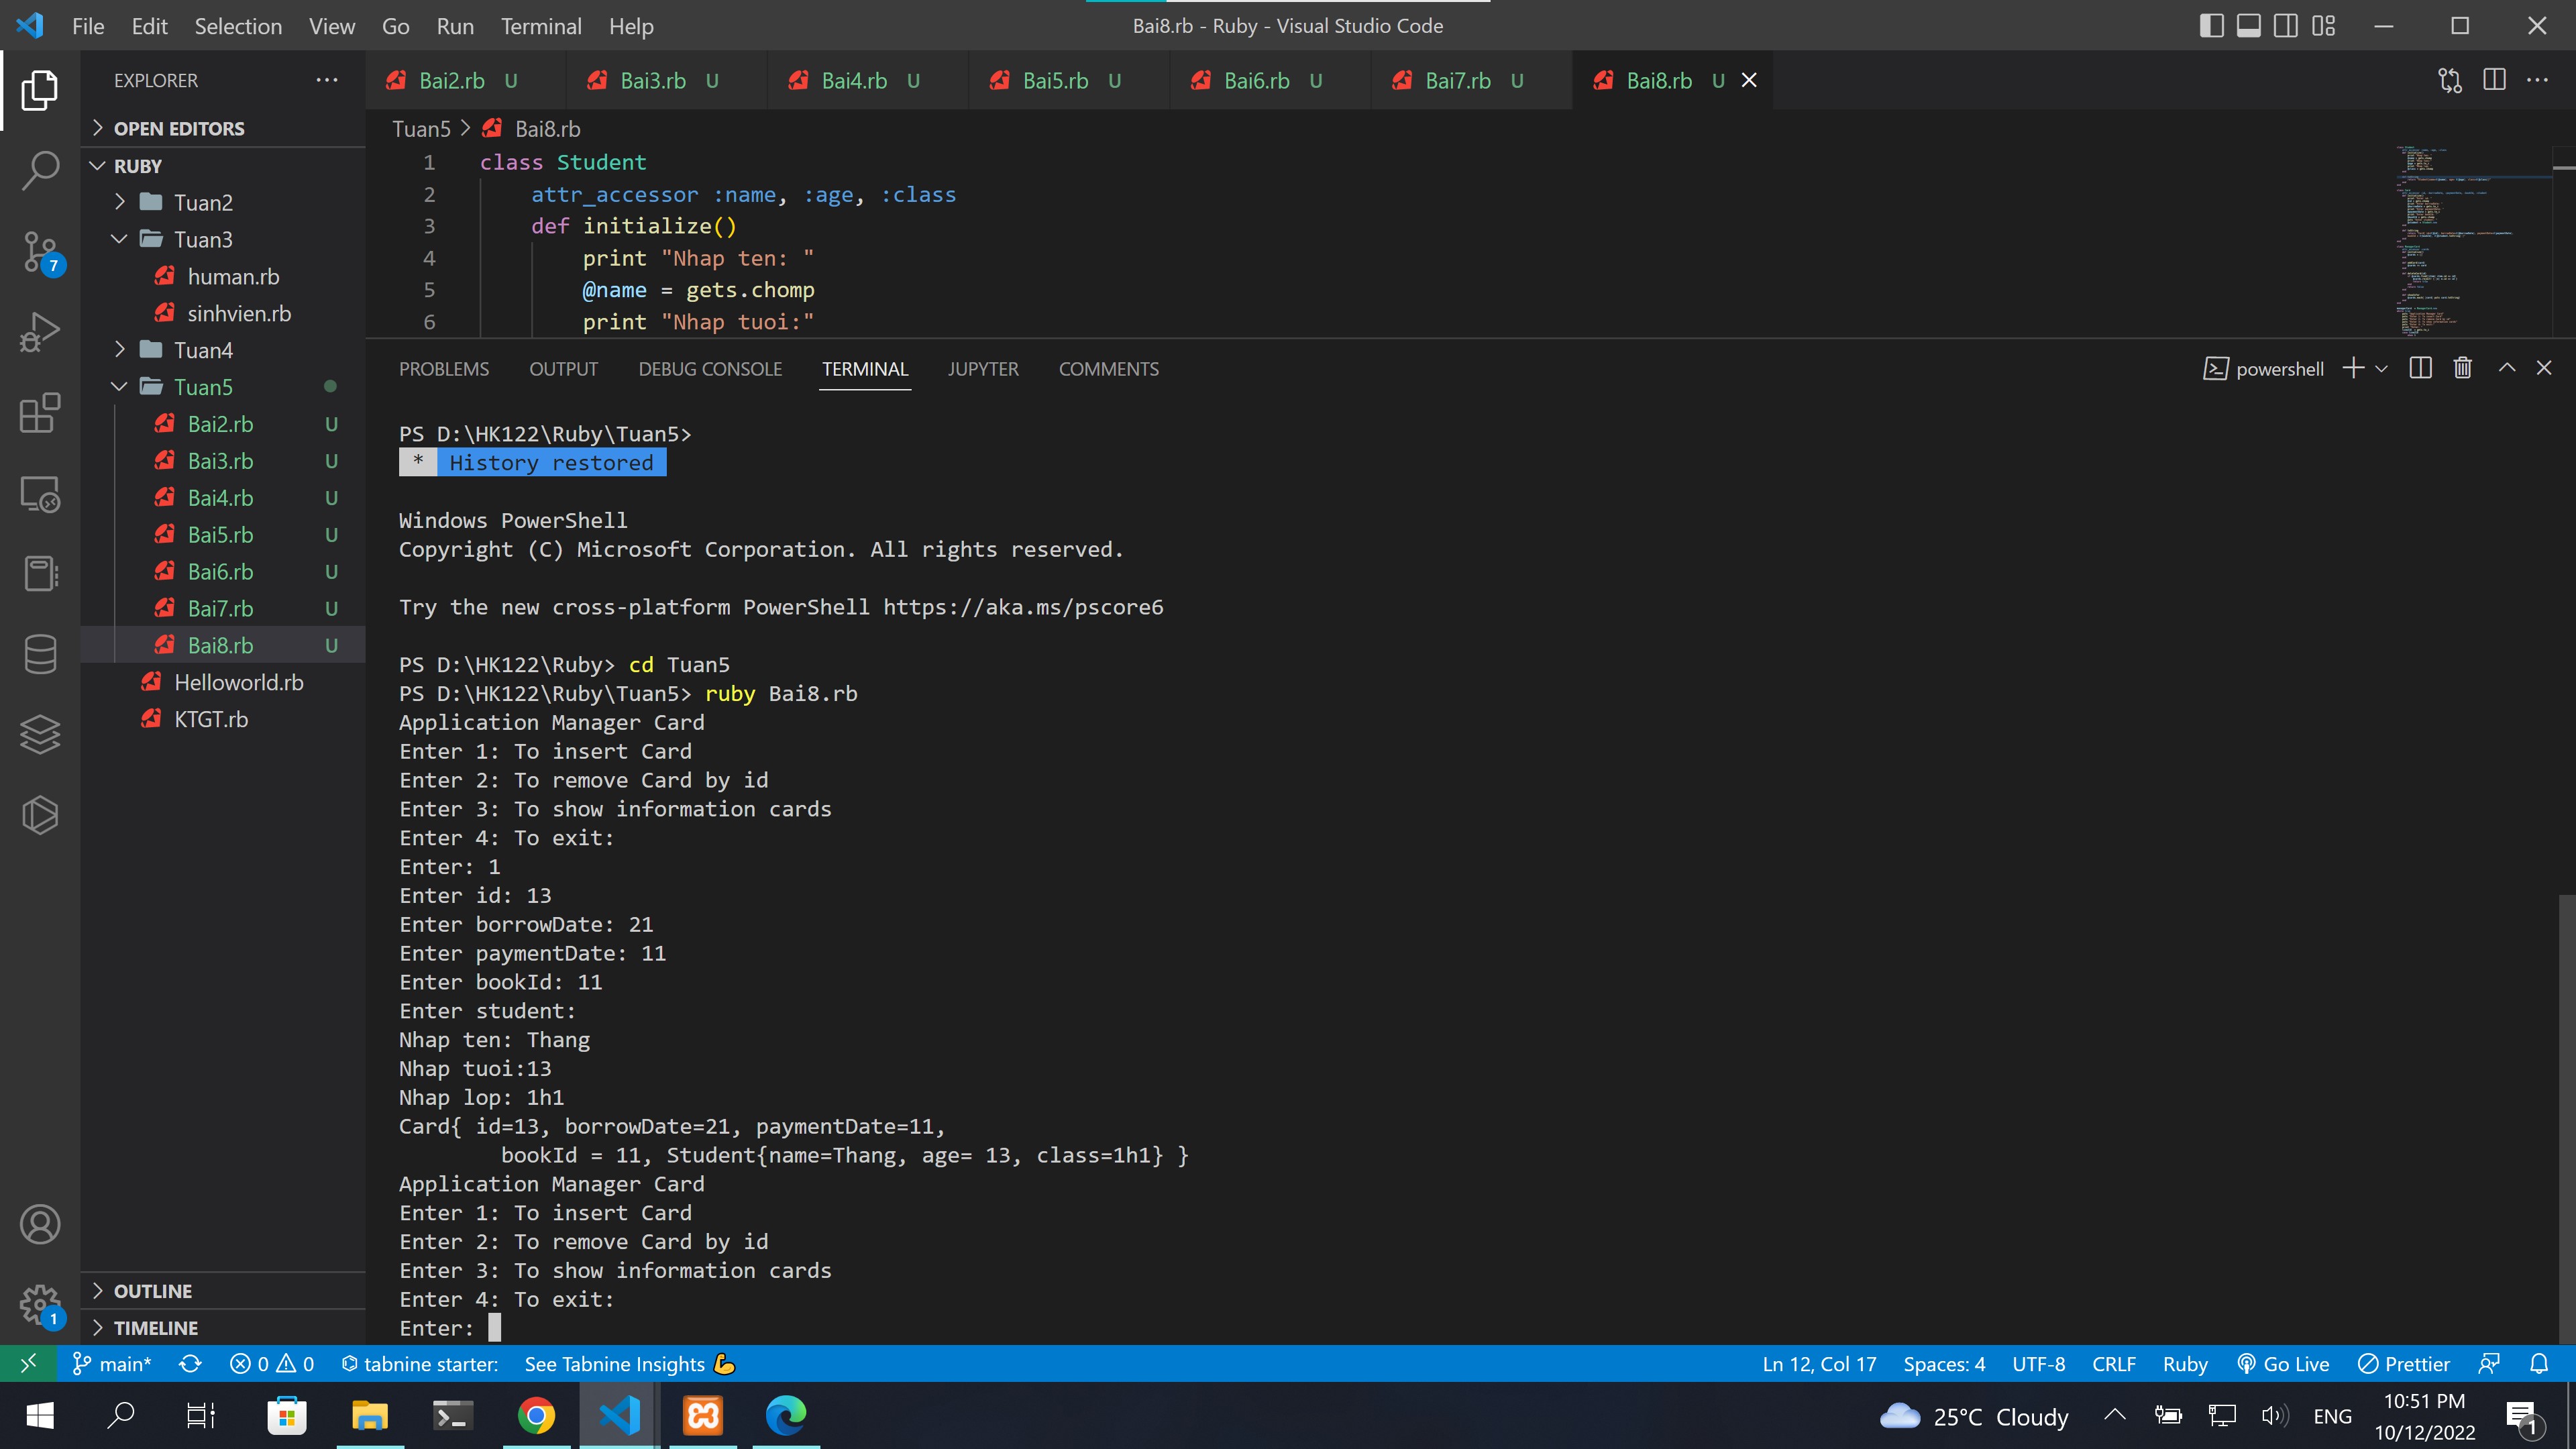 File Edit Selection View Go Run Terminal Help
Bai8.rb - Ruby - Visual Studio Code
EXPLORER
OPEN EDITORS
RUBY
Tuan2
Tuan3
human.rb
sinhvien.rb
Tuan4
Tuan5
Bai2.rb U
Bai3.rb U
Bai4.rb U
Bai5.rb U
Bai6.rb U
Bai7.rb U
Bai8.rb U
Helloworld.rb
KTGT.rb
OUTLINE
TIMELINE
Bai2.rb U Bai3.rb U Bai4.rb U Bai5.rb U Bai6.rb U Bai7.rb U Bai8.rb U
Tuan5 > Bai8.rb
1 class Student
2 attr_accessor :name, :age, :class
3 def initialize()
4 print "Nhap ten: "
5 @name = gets.chomp
6 print "Nhap tuoi:"
PROBLEMS OUTPUT DEBUG CONSOLE TERMINAL JUPYTER COMMENTS
powershell
PS D:\HK122\Ruby\Tuan5>
* History restored
Windows PowerShell
Copyright (C) Microsoft Corporation. All rights reserved.
Try the new cross-platform PowerShell https://aka.ms/pscore6
PS D:\HK122\Ruby> cd Tuan5
PS D:\HK122\Ruby\Tuan5> ruby Bai8.rb
Application Manager Card
Enter 1: To insert Card
Enter 2: To remove Card by id
Enter 3: To show information cards
Enter 4: To exit:
Enter: 1
Enter id: 13
Enter borrowDate: 21
Enter paymentDate: 11
Enter bookId: 11
Enter student:
Nhap ten: Thang
Nhap tuoi:13
Nhap lop: 1h1
Card{ id=13, borrowDate=21, paymentDate=11,
bookId = 11, Student{name=Thang, age= 13, class=1h1} }
Application Manager Card
Enter 1: To insert Card
Enter 2: To remove Card by id
Enter 3: To show information cards
Enter 4: To exit:
Enter:
7
1
main* 0 0 tabnine starter: See Tabnine Insights 💪 Ln 12, Col 17 Spaces: 4 UTF-8 CRLF Ruby Go Live Prettier
25°C Cloudy ENG 10:51 PM
10/12/2022
1